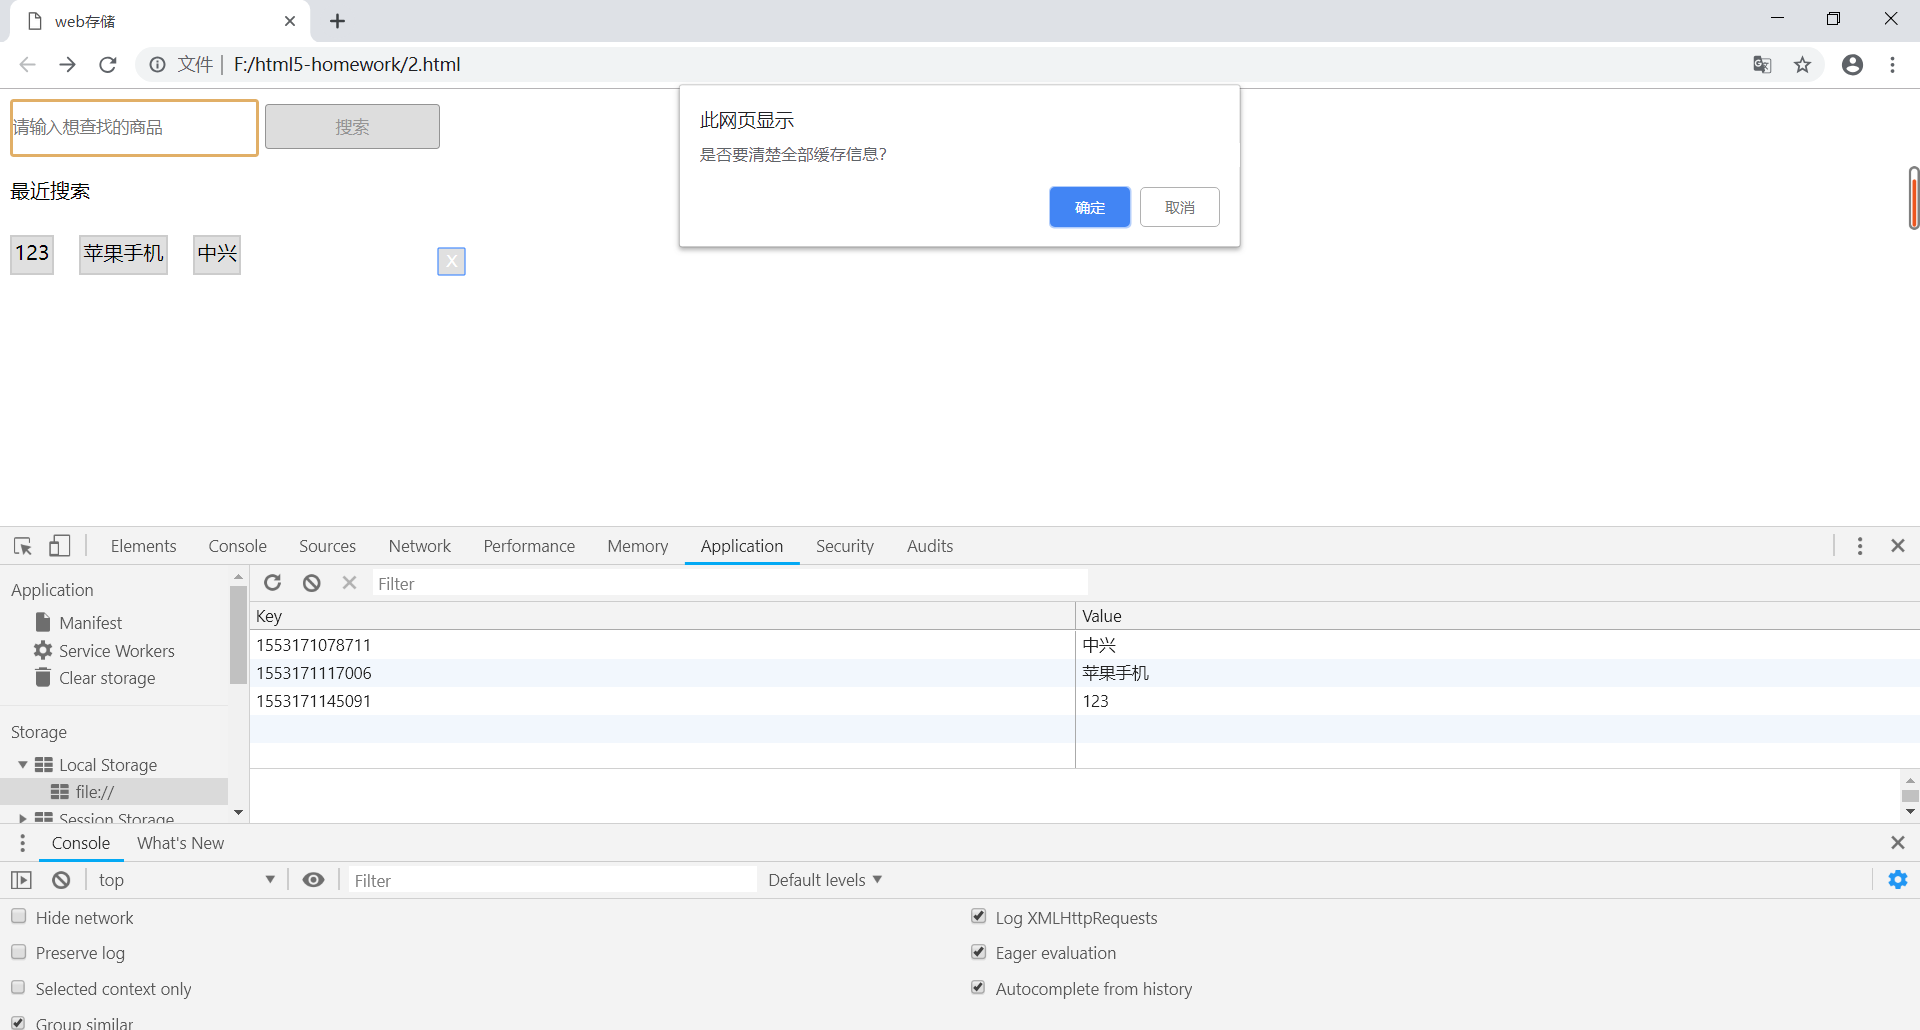 web存储
文件 | F:/html5-homework/2.html
请输入想查找的商品 搜索
此网页显示
是否要清楚全部缓存信息?
确定 取消
最近搜索
123 苹果手机 中兴 X
Elements Console Sources Network Performance Memory Application Security Audits
Application
Filter
Manifest
Service Workers
Clear storage
Storage
Local Storage
file://
Session Storage
Key Value
1553171078711 中兴
1553171117006 苹果手机
1553171145091 123
Console What's New
top Filter Default levels
Hide network
Preserve log
Selected context only
Group similar
Log XMLHttpRequests
Eager evaluation
Autocomplete from history